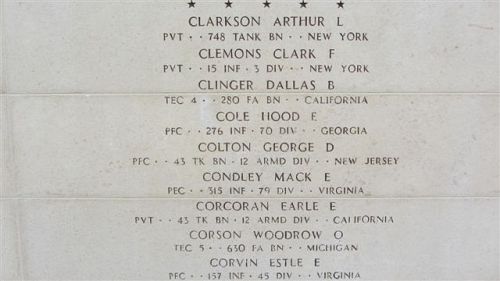 CLARKSON ARTHUR L
PVT · · 748 TANK BN · · NEW YORK
CLEMONS CLARK F
PVT · · 15 INF · 3 DIV · · NEW YORK
CLINGER DALLAS B
TEC 4 · · 280 FA BN · · CALIFORNIA
COLE HOOD E
PFC · · 276 INF · 70 DIV · · GEORGIA
COLTON GEORGE D
PFC · · 43 TK BN · 12 ARMD DIV · · NEW JERSEY
CONDLEY MACK E
PFC · · 315 INF · 79 DIV · · VIRGINIA
CORCORAN EARLE E
PVT · · 43 TK BN · 12 ARMD DIV · · CALIFORNIA
CORSON WOODROW O
TEC 5 · · 630 FA BN · · MICHIGAN
CORVIN ESTLE E
PFC · · 157 INF · 45 DIV · · VIRGINIA